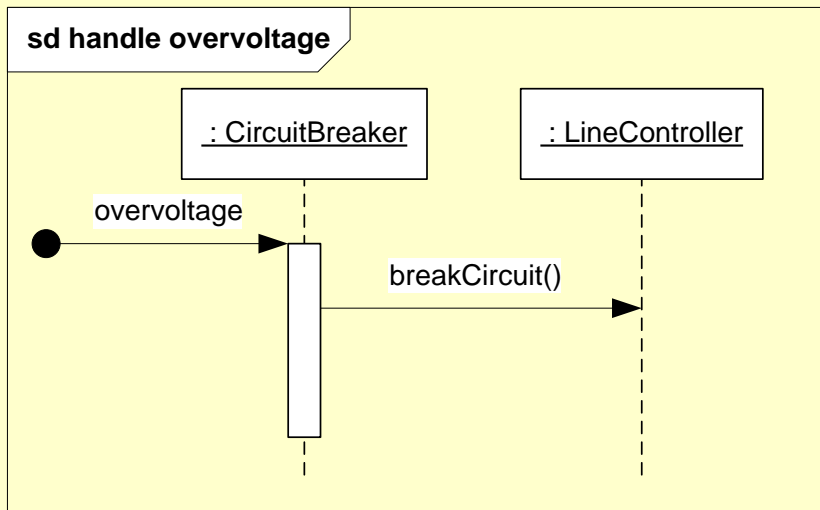 sd handle overvoltage
: CircuitBreaker
: LineController
overvoltage
breakCircuit()